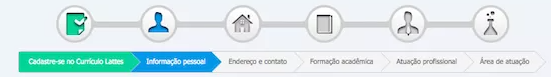 Cadastre-se no Currículo Lattes Informação pessoal Endereço e contato Formação acadêmica Atuação profissional Área de atuação